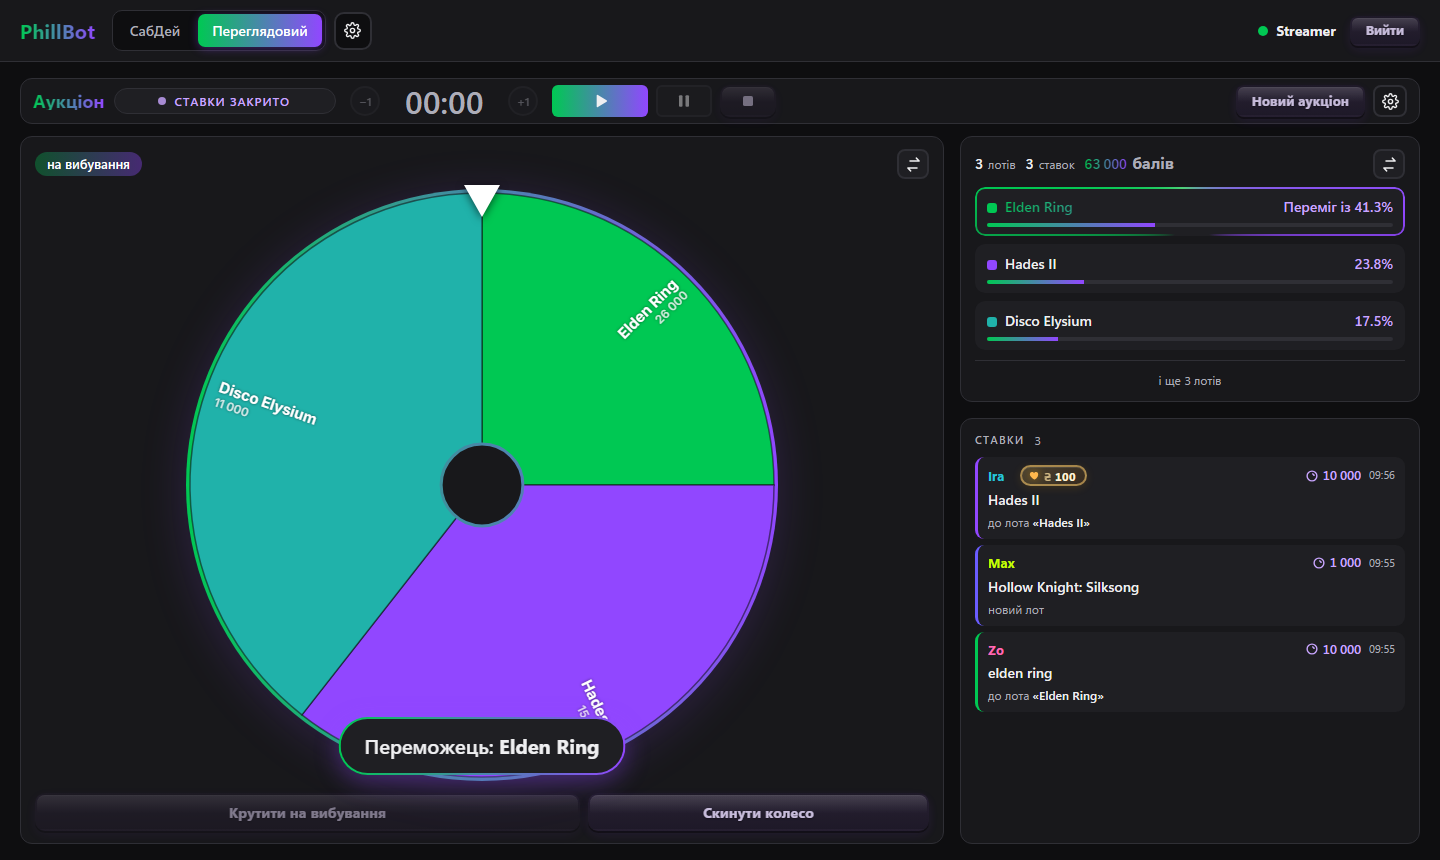 PhillBot
СабДей
Переглядовий
Streamer
Вийти
Аукціон
СТАВКИ ЗАКРИТО
−1
00:00
+1
Новий аукціон
на вибування
Elden Ring
26 000
Disco Elysium
11 000
15
Переможець: Elden Ring
Крутити на вибування
Скинути колесо
3 лотів 3 ставок 63 000 балів
Elden Ring
Переміг із 41.3%
Hades II
23.8%
Disco Elysium
17.5%
і ще 3 лотів
СТАВКИ 3
Ira
₴ 100
10 000 09:56
Hades II
до лота «Hades II»
Max
1 000 09:55
Hollow Knight: Silksong
новий лот
Zo
10 000 09:55
elden ring
до лота «Elden Ring»